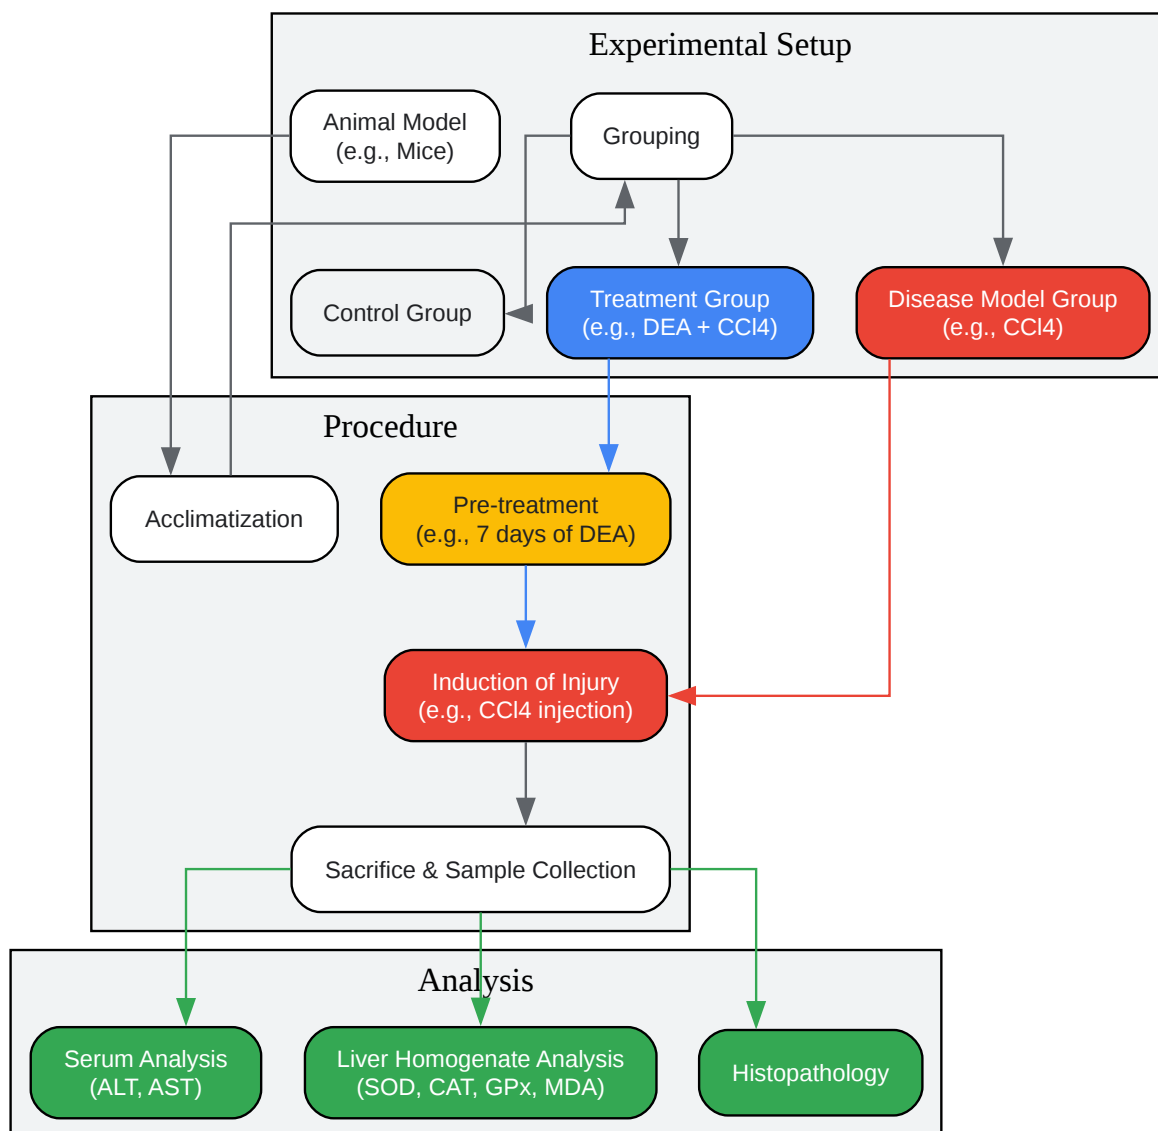 Experimental Setup
Animal Model
(e.g., Mice)
Grouping
Control Group
Treatment Group
(e.g., DEA + CCl4)
Disease Model Group
(e.g., CCl4)
Procedure
Acclimatization
Pre-treatment
(e.g., 7 days of DEA)
Induction of Injury
(e.g., CCl4 injection)
Sacrifice & Sample Collection
Analysis
Serum Analysis
(ALT, AST)
Liver Homogenate Analysis
(SOD, CAT, GPx, MDA)
Histopathology